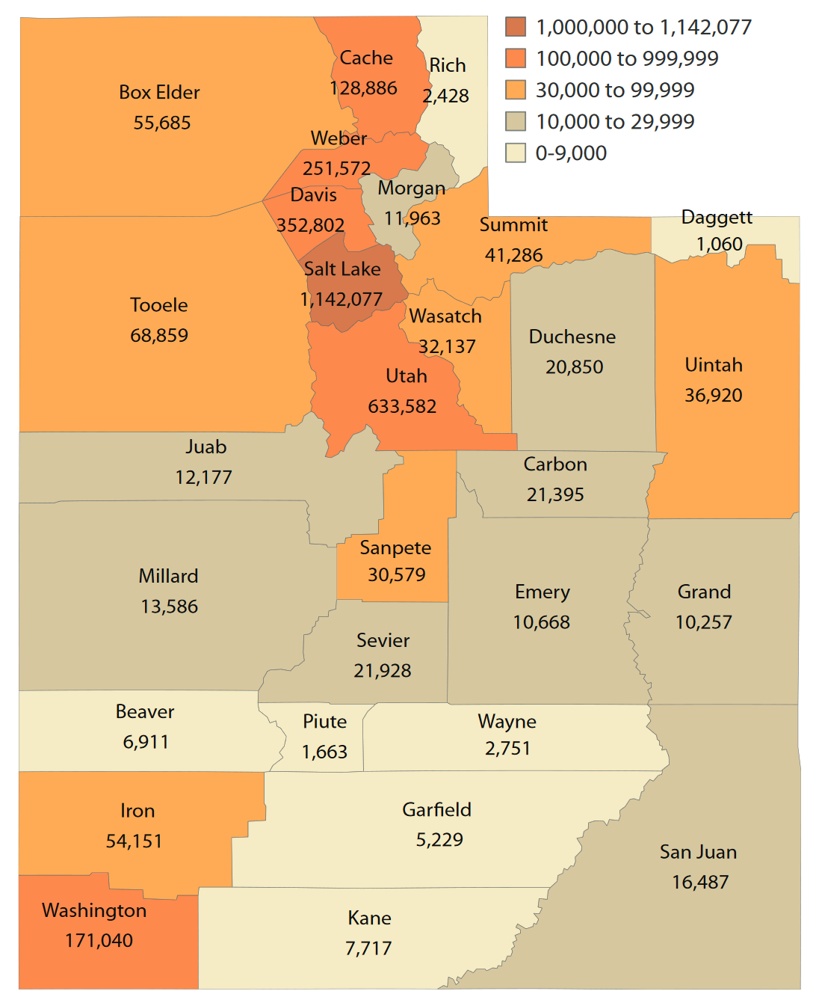 1,000,000 to 1,142,077
100,000 to 999,999
30,000 to 99,999
10,000 to 29,999
0-9,000
Cache
128,886
Rich
2,428
Box Elder
55,685
Weber
251,572
Morgan
11,963
Davis
352,802
Summit
41,286
Daggett
1,060
Salt Lake
1,142,077
Tooele
68,859
Wasatch
32,137
Duchesne
20,850
Uintah
36,920
Utah
633,582
Juab
12,177
Carbon
21,395
Sanpete
30,579
Millard
13,586
Emery
10,668
Grand
10,257
Sevier
21,928
Beaver
6,911
Piute
1,663
Wayne
2,751
Iron
54,151
Garfield
5,229
San Juan
16,487
Washington
171,040
Kane
7,717